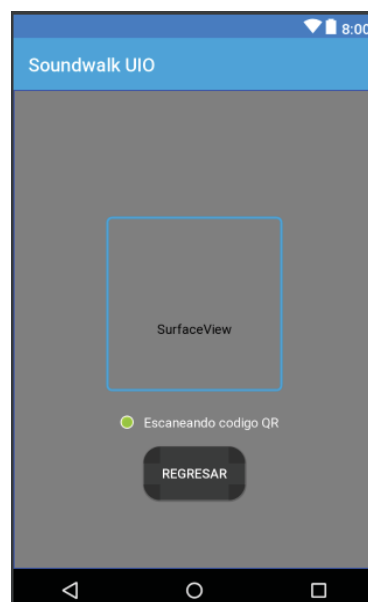 8:00
Soundwalk UIO
SurfaceView
Escaneando codigo QR
REGRESAR